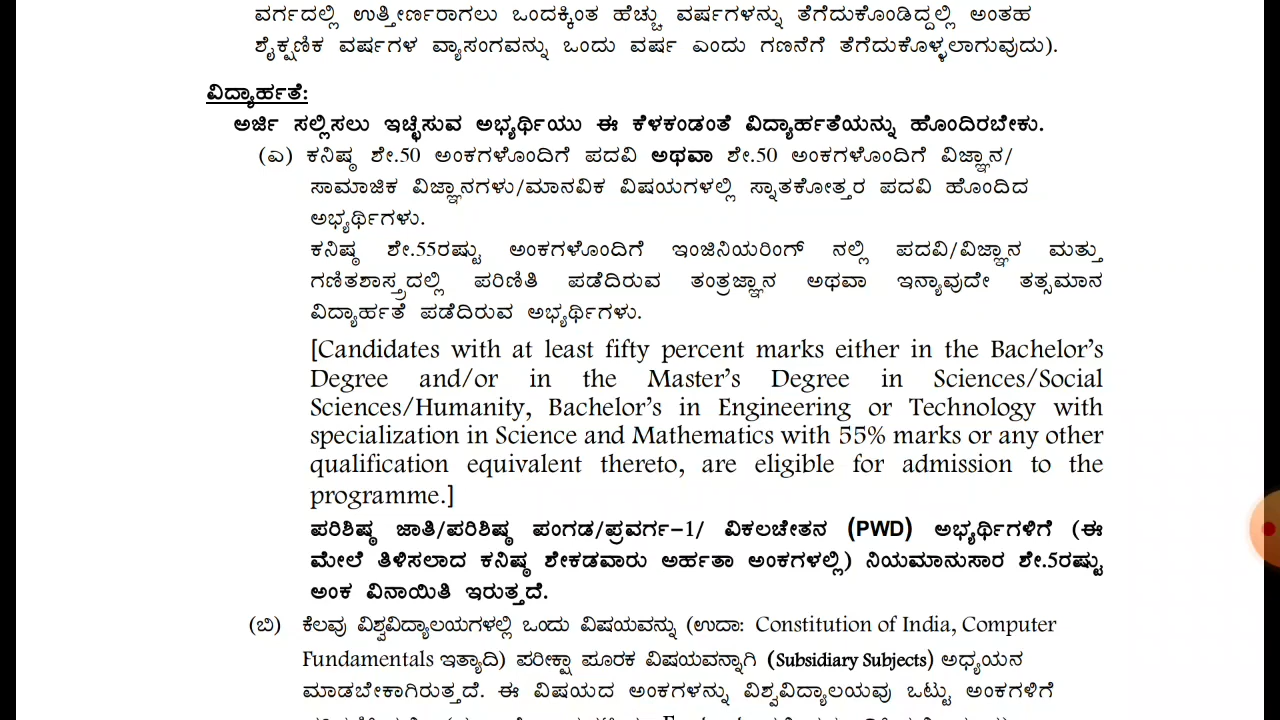 ವರ್ಗದಲ್ಲಿ ಉತ್ತೀರ್ಣರಾಗಲು ಒಂದಕ್ಕಿಂತ ಹೆಚ್ಚು ವರ್ಷಗಳನ್ನು ತೆಗೆದುಕೊಂಡಿದ್ದಲ್ಲಿ ಅಂತಹ
ಶೈಕ್ಷಣಿಕ ವರ್ಷಗಳ ವ್ಯಾಸಂಗವನ್ನು ಒಂದು ವರ್ಷ ಎಂದು ಗಣನೆಗೆ ತೆಗೆದುಕೊಳ್ಳಲಾಗುವುದು).
ವಿದ್ಯಾರ್ಹತೆ:
ಅರ್ಜಿ ಸಲ್ಲಿಸಲು ಇಚ್ಛಿಸುವ ಅಭ್ಯರ್ಥಿಯು ಈ ಕೆಳಕಂಡಂತೆ ವಿದ್ಯಾರ್ಹತೆಯನ್ನು ಹೊಂದಿರಬೇಕು.
(ಎ) ಕನಿಷ್ಠ ಶೇ.50 ಅಂಕಗಳೊಂದಿಗೆ ಪದವಿ ಅಥವಾ ಶೇ.50 ಅಂಕಗಳೊಂದಿಗೆ ವಿಜ್ಞಾನ/
ಸಾಮಾಜಿಕ ವಿಜ್ಞಾನಗಳು/ಮಾನವಿಕ ವಿಷಯಗಳಲ್ಲಿ ಸ್ನಾತಕೋತ್ತರ ಪದವಿ ಹೊಂದಿದ
ಅಭ್ಯರ್ಥಿಗಳು.
ಕನಿಷ್ಠ ಶೇ.55ರಷ್ಟು ಅಂಕಗಳೊಂದಿಗೆ ಇಂಜಿನಿಯರಿಂಗ್ ನಲ್ಲಿ ಪದವಿ/ವಿಜ್ಞಾನ ಮತ್ತು
ಗಣಿತಶಾಸ್ತ್ರದಲ್ಲಿ ಪರಿಣಿತಿ ಪಡೆದಿರುವ ತಂತ್ರಜ್ಞಾನ ಅಥವಾ ಇನ್ಯಾವುದೇ ತತ್ಸಮಾನ
ವಿದ್ಯಾರ್ಹತೆ ಪಡೆದಿರುವ ಅಭ್ಯರ್ಥಿಗಳು.
[Candidates with at least fifty percent marks either in the Bachelor’s
Degree and/or in the Master’s Degree in Sciences/Social
Sciences/Humanity, Bachelor’s in Engineering or Technology with
specialization in Science and Mathematics with 55% marks or any other
qualification equivalent thereto, are eligible for admission to the
programme.]
ಪರಿಶಿಷ್ಠ ಜಾತಿ/ಪರಿಶಿಷ್ಠ ಪಂಗಡ/ಪ್ರವರ್ಗ–1/ ವಿಕಲಚೇತನ (PWD) ಅಭ್ಯರ್ಥಿಗಳಿಗೆ (ಈ
ಮೇಲೆ ತಿಳಿಸಲಾದ ಕನಿಷ್ಠ ಶೇಕಡವಾರು ಅರ್ಹತಾ ಅಂಕಗಳಲ್ಲಿ) ನಿಯಮಾನುಸಾರ ಶೇ.5ರಷ್ಟು
ಅಂಕ ವಿನಾಯಿತಿ ಇರುತ್ತದೆ.
(ಬಿ) ಕೆಲವು ವಿಶ್ವವಿದ್ಯಾಲಯಗಳಲ್ಲಿ ಒಂದು ವಿಷಯವನ್ನು (ಉದಾ: Constitution of India, Computer
Fundamentals ಇತ್ಯಾದಿ) ಪರೀಕ್ಷಾ ಪೂರಕ ವಿಷಯವನ್ನಾಗಿ (Subsidiary Subjects) ಅಧ್ಯಯನ
ಮಾಡಬೇಕಾಗಿರುತ್ತದೆ. ಈ ವಿಷಯದ ಅಂಕಗಳನ್ನು ವಿಶ್ವವಿದ್ಯಾಲಯವು ಒಟ್ಟು ಅಂಕಗಳಿಗೆ